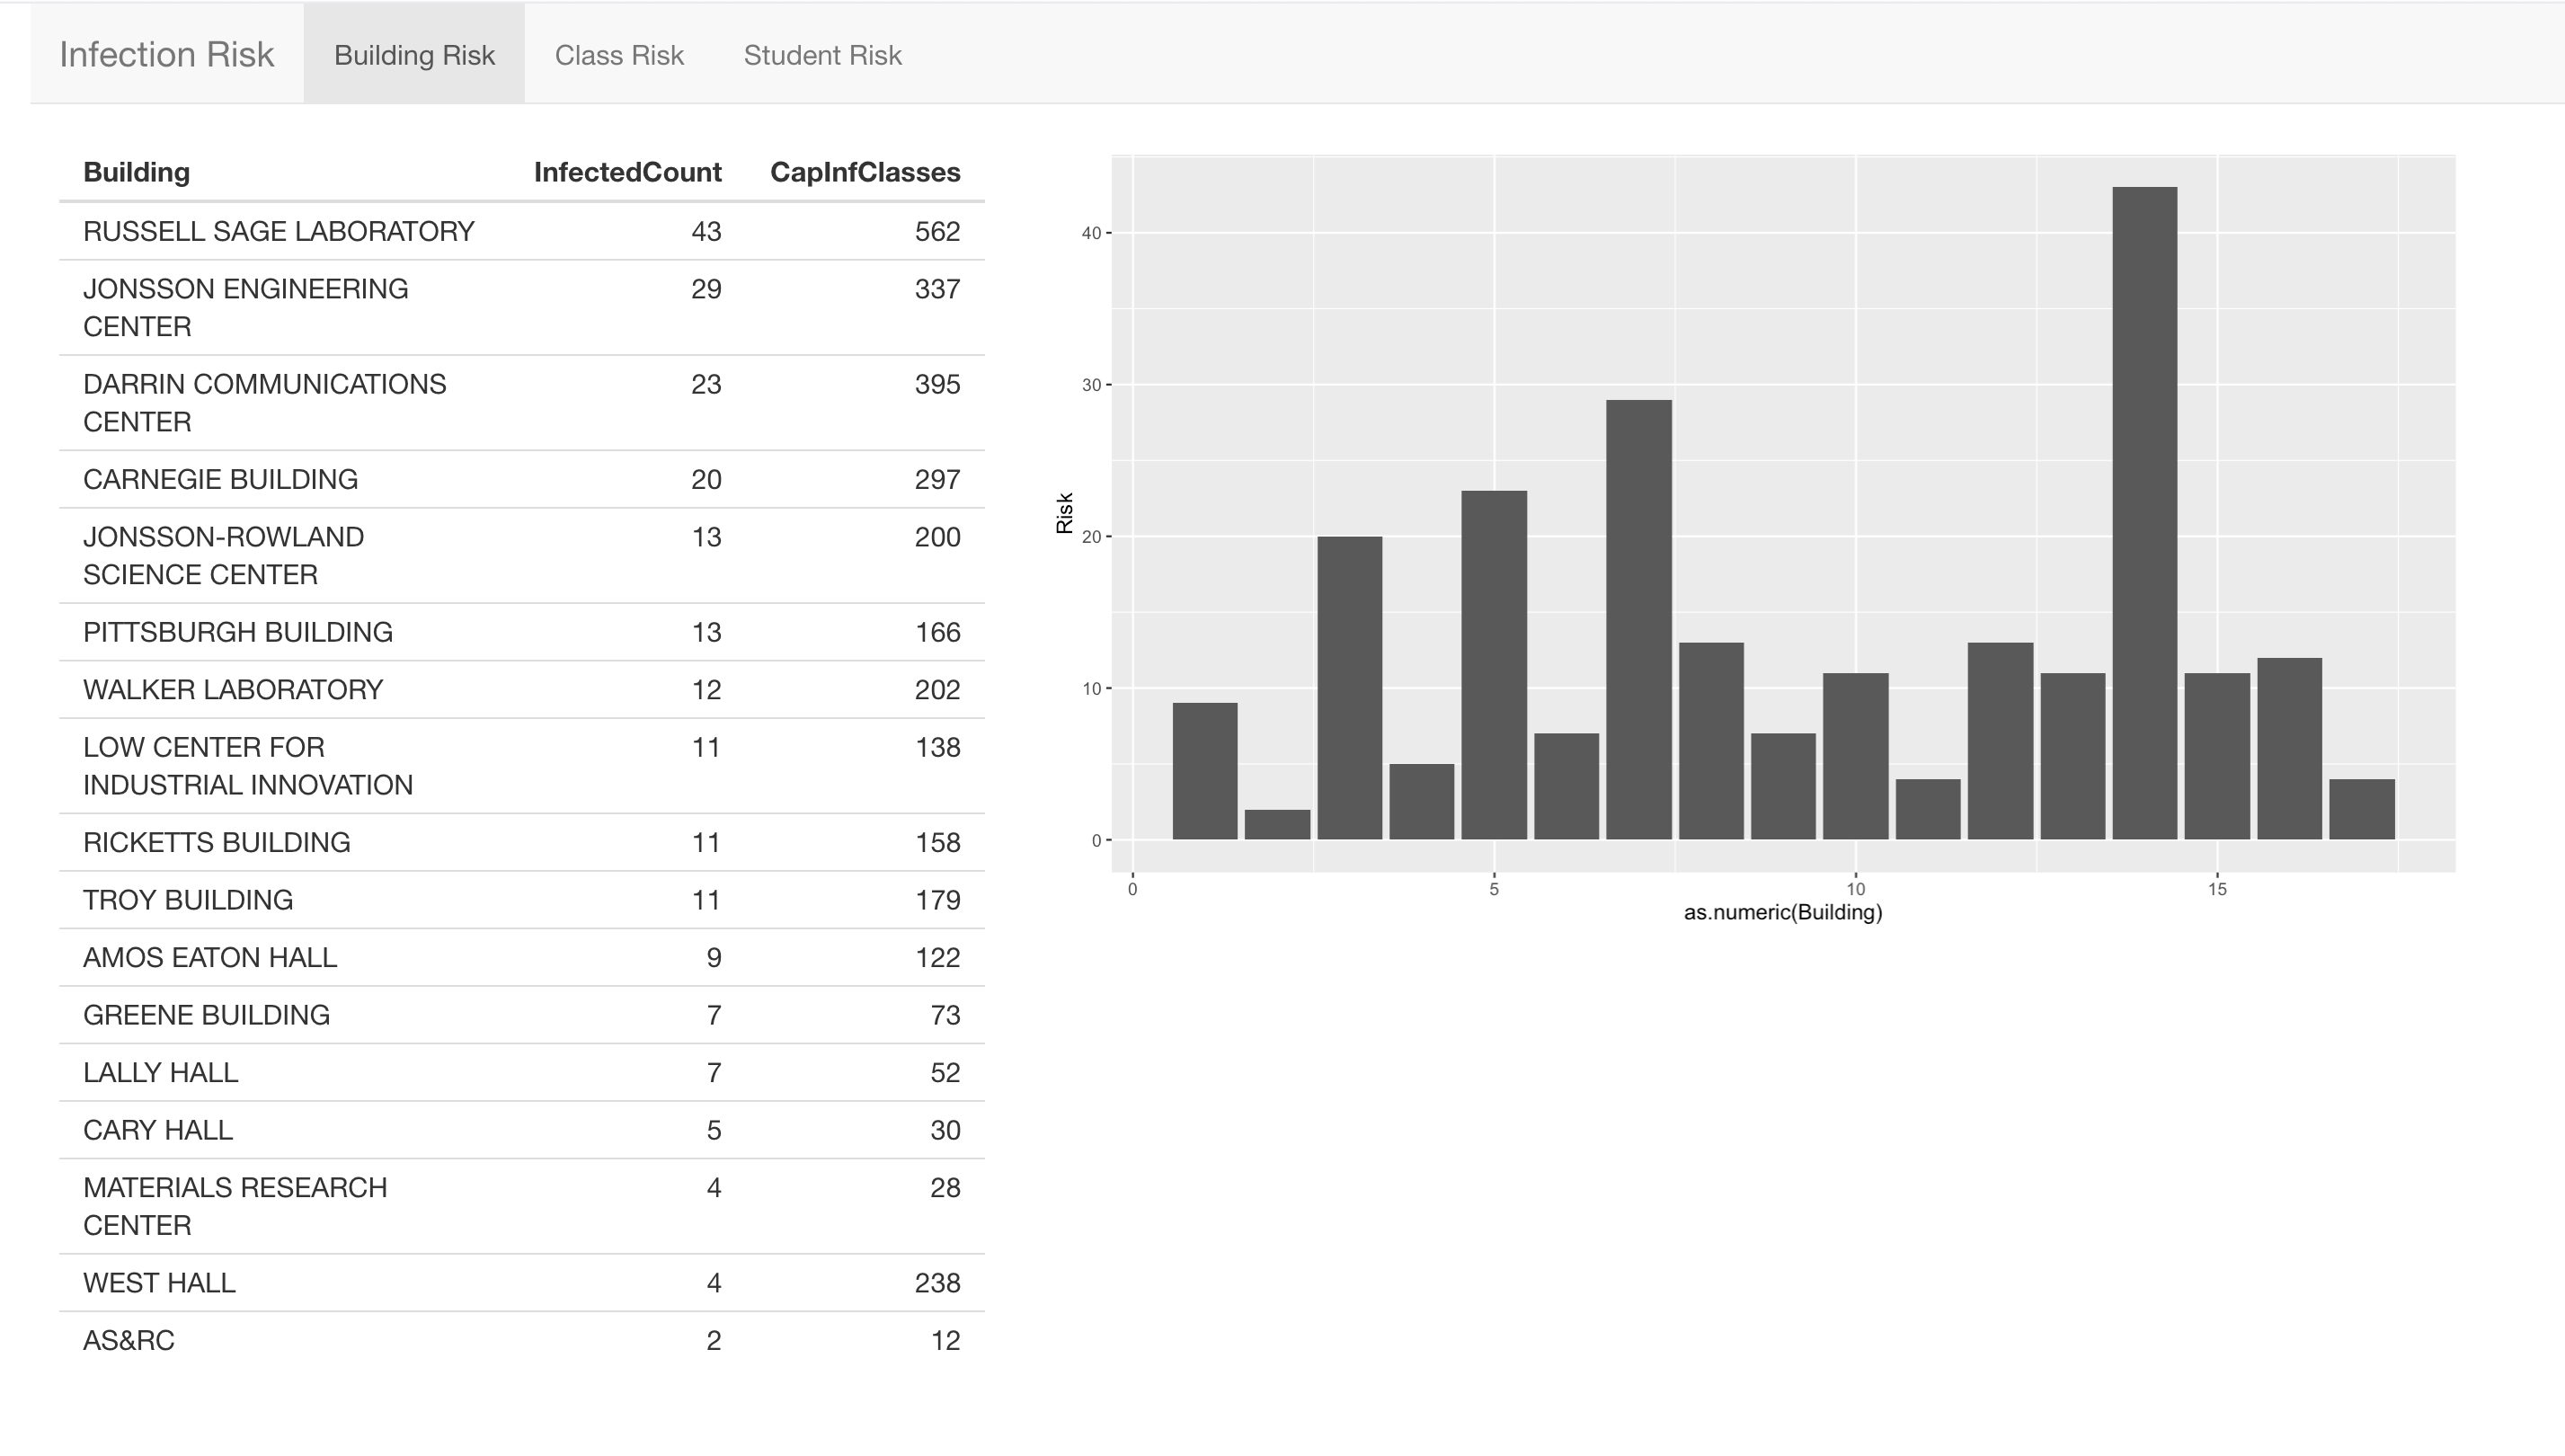 Infection Risk Building Risk Class Risk Student Risk
Building InfectedCount CapInfClasses
RUSSELL SAGE LABORATORY 43 562
JONSSON ENGINEERING 29 337
CENTER
DARRIN COMMUNICATIONS 23 395
CENTER
CARNEGIE BUILDING 20 297
JONSSON-ROWLAND 13 200
SCIENCE CENTER
PITTSBURGH BUILDING 13 166
WALKER LABORATORY 12 202
LOW CENTER FOR 11 138
INDUSTRIAL INNOVATION
RICKETTS BUILDING 11 158
TROY BUILDING 11 179
AMOS EATON HALL 9 122
GREENE BUILDING 7 73
LALLY HALL 7 52
CARY HALL 5 30
MATERIALS RESEARCH 4 28
CENTER
WEST HALL 4 238
AS&RC 2 12
Risk
40
30
20
10
0
0 5 10 15
as.numeric(Building)